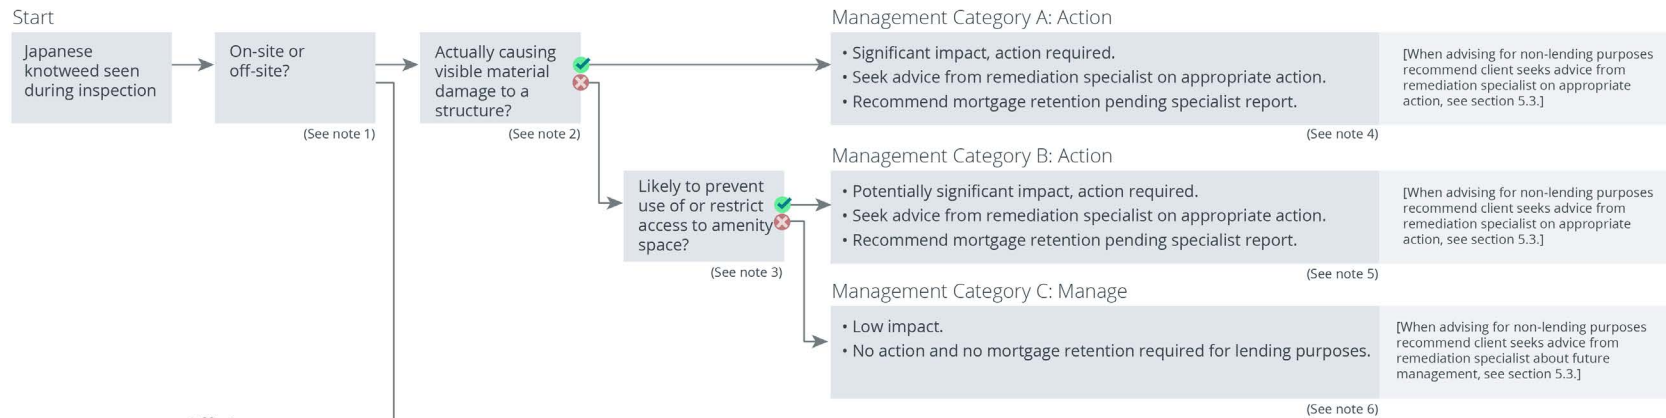 Start
Japanese
knotweed seen
during inspection
On-site or
off-site?
(See note 1)
Actually causing
visible material
damage to a
structure?
(See note 2)
Likely to prevent
use of or restrict
access to amenity
space?
(See note 3)
Management Category A: Action
• Significant impact, action required.
• Seek advice from remediation specialist on appropriate action.
• Recommend mortgage retention pending specialist report.
[When advising for non-lending purposes
recommend client seeks advice from
remediation specialist on appropriate
action, see section 5.3.]
(See note 4)
Management Category B: Action
• Potentially significant impact, action required.
• Seek advice from remediation specialist on appropriate action.
• Recommend mortgage retention pending specialist report.
[When advising for non-lending purposes
recommend client seeks advice from
remediation specialist on appropriate
action, see section 5.3.]
(See note 5)
Management Category C: Manage
• Low impact.
• No action and no mortgage retention required for lending purposes.
[When advising for non-lending purposes
recommend client seeks advice from
remediation specialist about future
management, see section 5.3.]
(See note 6)